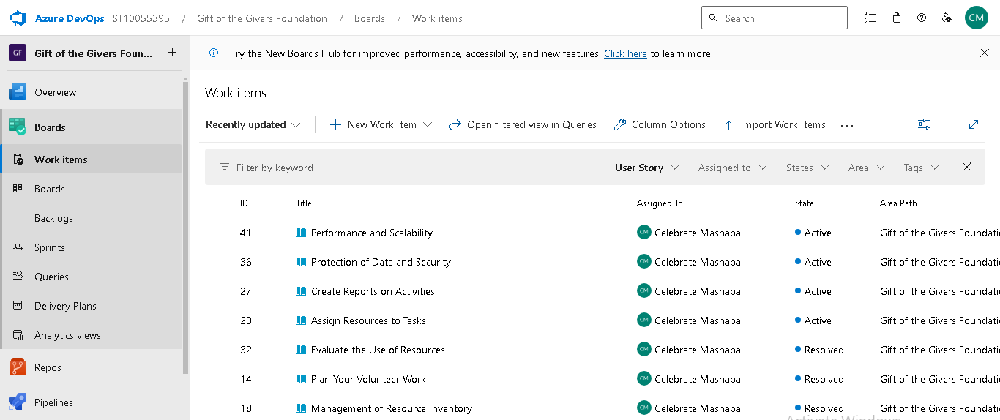 Azure DevOps ST10055395 / Gift of the Givers Foundation / Boards / Work items Search CM
GF Gift of the Givers Foun... +
Try the New Boards Hub for improved performance, accessibility, and new features. Click here to learn more.
Overview
Boards
Work items
Boards
Backlogs
Sprints
Queries
Delivery Plans
Analytics views
Repos
Pipelines
Work items
Recently updated New Work Item Open filtered view in Queries Column Options Import Work Items ...
Filter by keyword User Story Assigned to States Area Tags
ID Title Assigned To State Area Path
41 Performance and Scalability CM Celebrate Mashaba Active Gift of the Givers Foundati
36 Protection of Data and Security CM Celebrate Mashaba Active Gift of the Givers Foundati
27 Create Reports on Activities CM Celebrate Mashaba Active Gift of the Givers Foundati
23 Assign Resources to Tasks CM Celebrate Mashaba Active Gift of the Givers Foundati
32 Evaluate the Use of Resources CM Celebrate Mashaba Resolved Gift of the Givers Foundati
14 Plan Your Volunteer Work CM Celebrate Mashaba Resolved Gift of the Givers Foundati
18 Management of Resource Inventory CM Celebrate Mashaba Resolved Gift of the Givers Foundati
Activate Windows